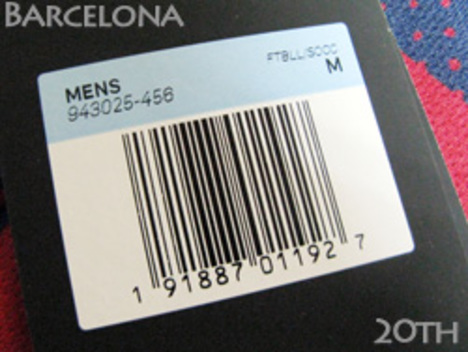 BARCELONA
MENS
FTBLL/SOCC
943025-456
M
1 91887 01192 7
20TH